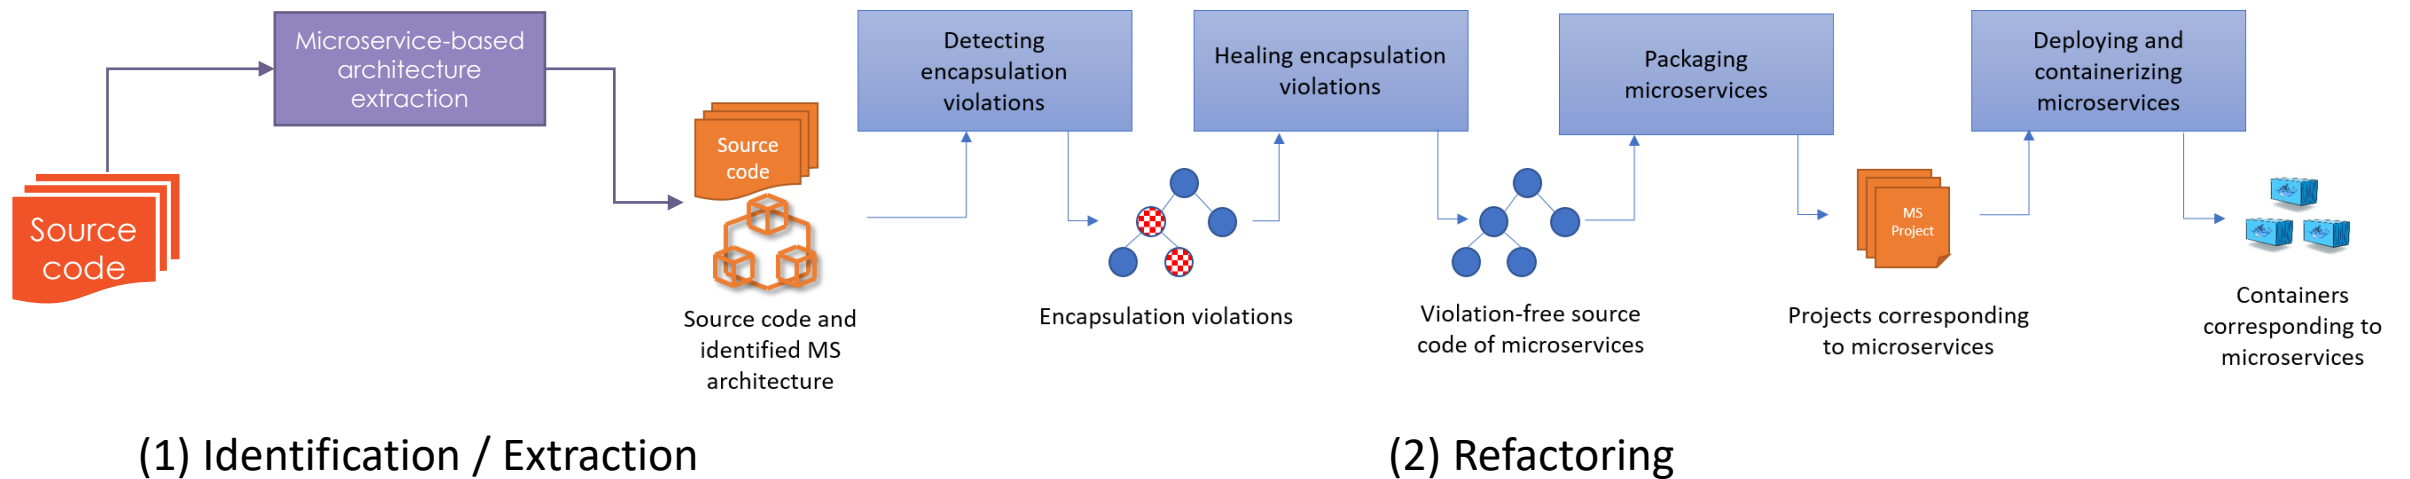 Source
code
Microservice-based
architecture
extraction
Source
code
Source code and
identified MS
architecture
Detecting
encapsulation
violations
Encapsulation violations
Healing encapsulation
violations
Violation-free source
code of microservices
Packaging
microservices
MS
Project
Projects corresponding
to microservices
Deploying and
containerizing
microservices
Containers
corresponding to
microservices
(1) Identification / Extraction
(2) Refactoring